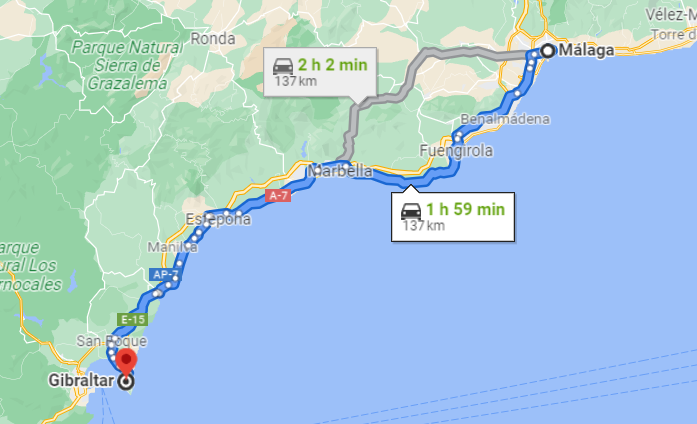 Vélez-M
Torre d
Ronda
Parque Natural
Sierra de
Grazalema
2 h 2 min
137 km
Málaga
Benalmádena
Fuengirola
Marbella
A-7
1 h 59 min
137 km
Estepona
Manilva
arque
ural Los
rnocales
AP-7
E-15
San Roque
Gibraltar